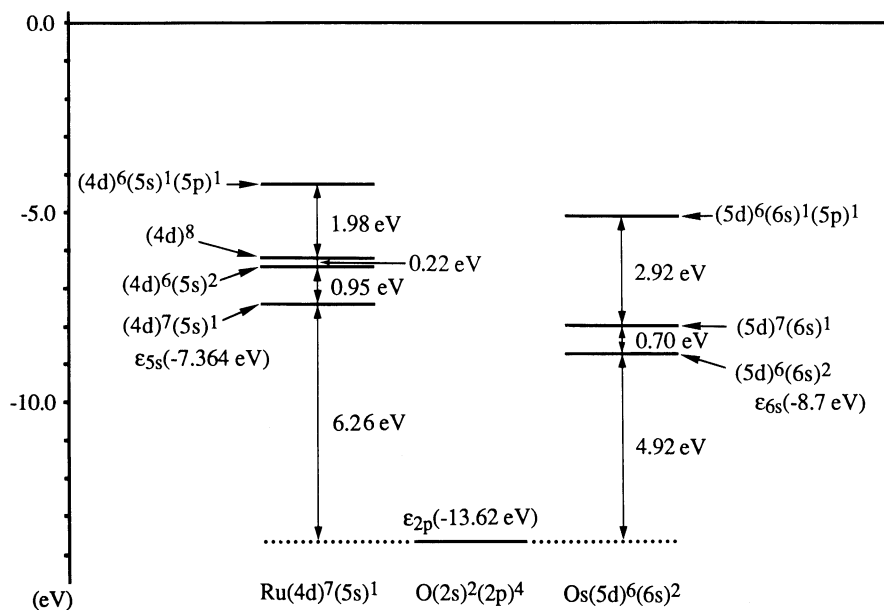 0.0
(4d)⁶(5s)¹(5p)¹
-5.0
(5d)⁶(6s)¹(5p)¹
1.98 eV
(4d)⁸
0.22 eV
2.92 eV
(4d)⁶(5s)²
0.95 eV
(4d)⁷(5s)¹
(5d)⁷(6s)¹
0.70 eV
ε5s(-7.364 eV)
(5d)⁶(6s)²
-10.0
ε6s(-8.7 eV)
6.26 eV
4.92 eV
ε2p(-13.62 eV)
(eV)
Ru(4d)⁷(5s)¹
O(2s)²(2p)⁴
Os(5d)⁶(6s)²